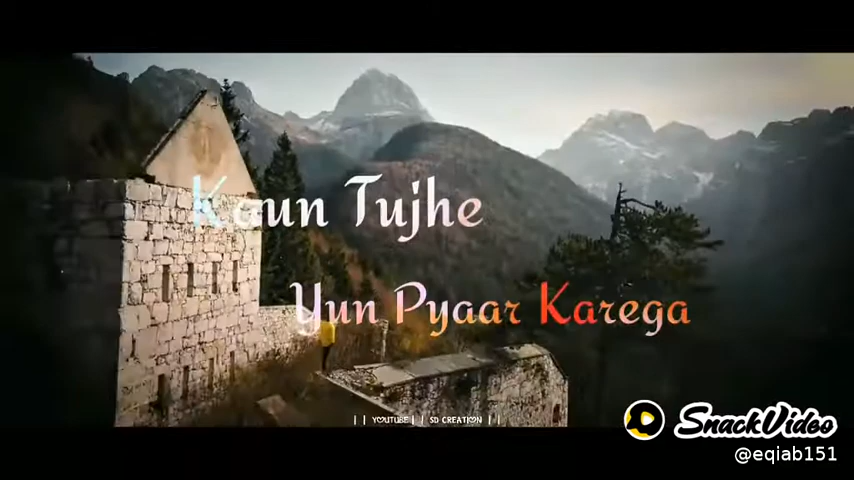 Kaun Tujhe
Yun Pyaar Karega
| | YOUTUBE | | SD CREATION | |
SnackVideo
@eqiab151